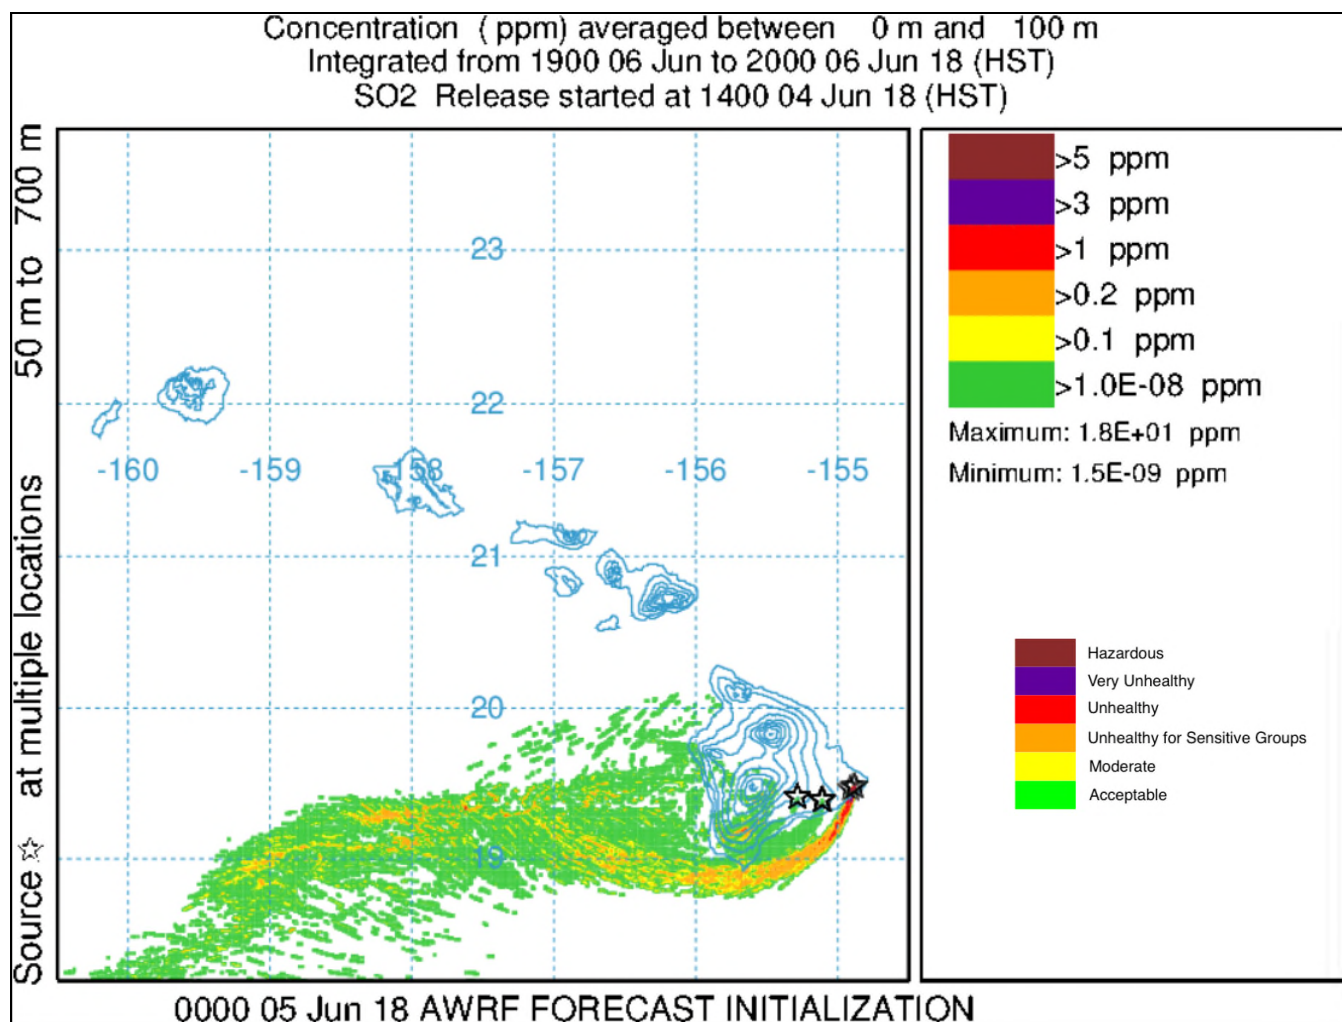 Concentration ( ppm) averaged between 0 m and 100 m
Integrated from 1900 06 Jun to 2000 06 Jun 18 (HST)
SO2 Release started at 1400 04 Jun 18 (HST)
Source ☆ at multiple locations 50 m to 700 m
23
22
-160 -159 -158 -157 -156 -155
21
20
19
>5 ppm
>3 ppm
>1 ppm
>0.2 ppm
>0.1 ppm
>1.0E-08 ppm
Maximum: 1.8E+01 ppm
Minimum: 1.5E-09 ppm
Hazardous
Very Unhealthy
Unhealthy
Unhealthy for Sensitive Groups
Moderate
Acceptable
0000 05 Jun 18 AWRF FORECAST INITIALIZATION